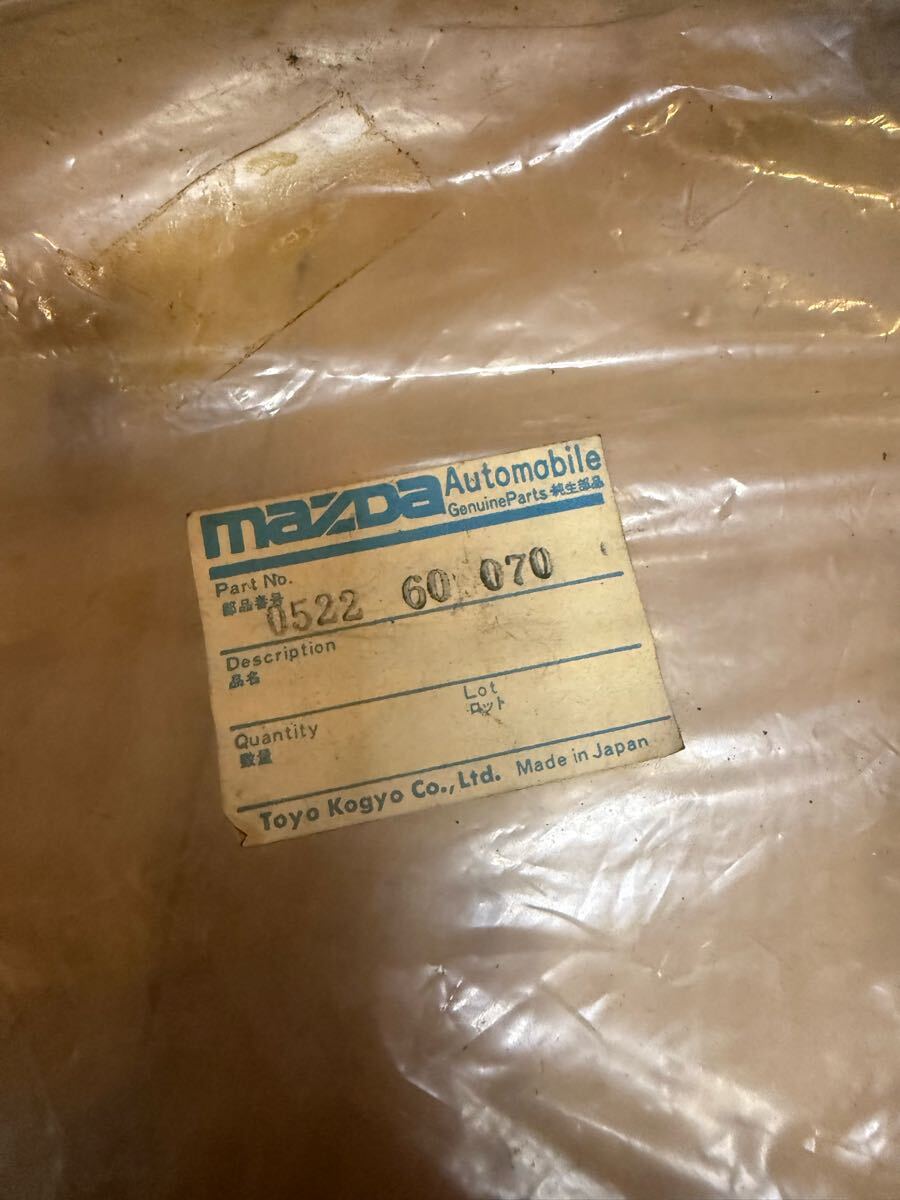 mazda Automobile
GenuineParts 純生部品
Part No.
部品番号
0522 60 070
Description
品名
Lot
ロット
Quantity
数量
Toyo Kogyo Co., Ltd. Made in Japan